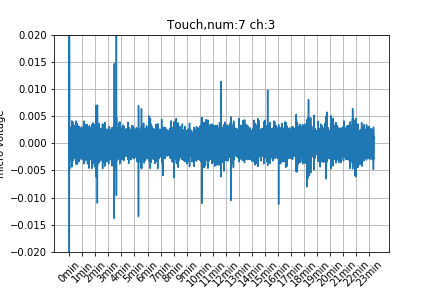 Touch,num:7 ch:3
0.020
0.015
0.010
0.005
0.000
−0.005
−0.010
−0.015
−0.020
micro voltage
0min
1min
2min
3min
4min
5min
6min
7min
8min
9min
10min
11min
12min
13min
14min
15min
16min
17min
18min
19min
20min
21min
22min
23min